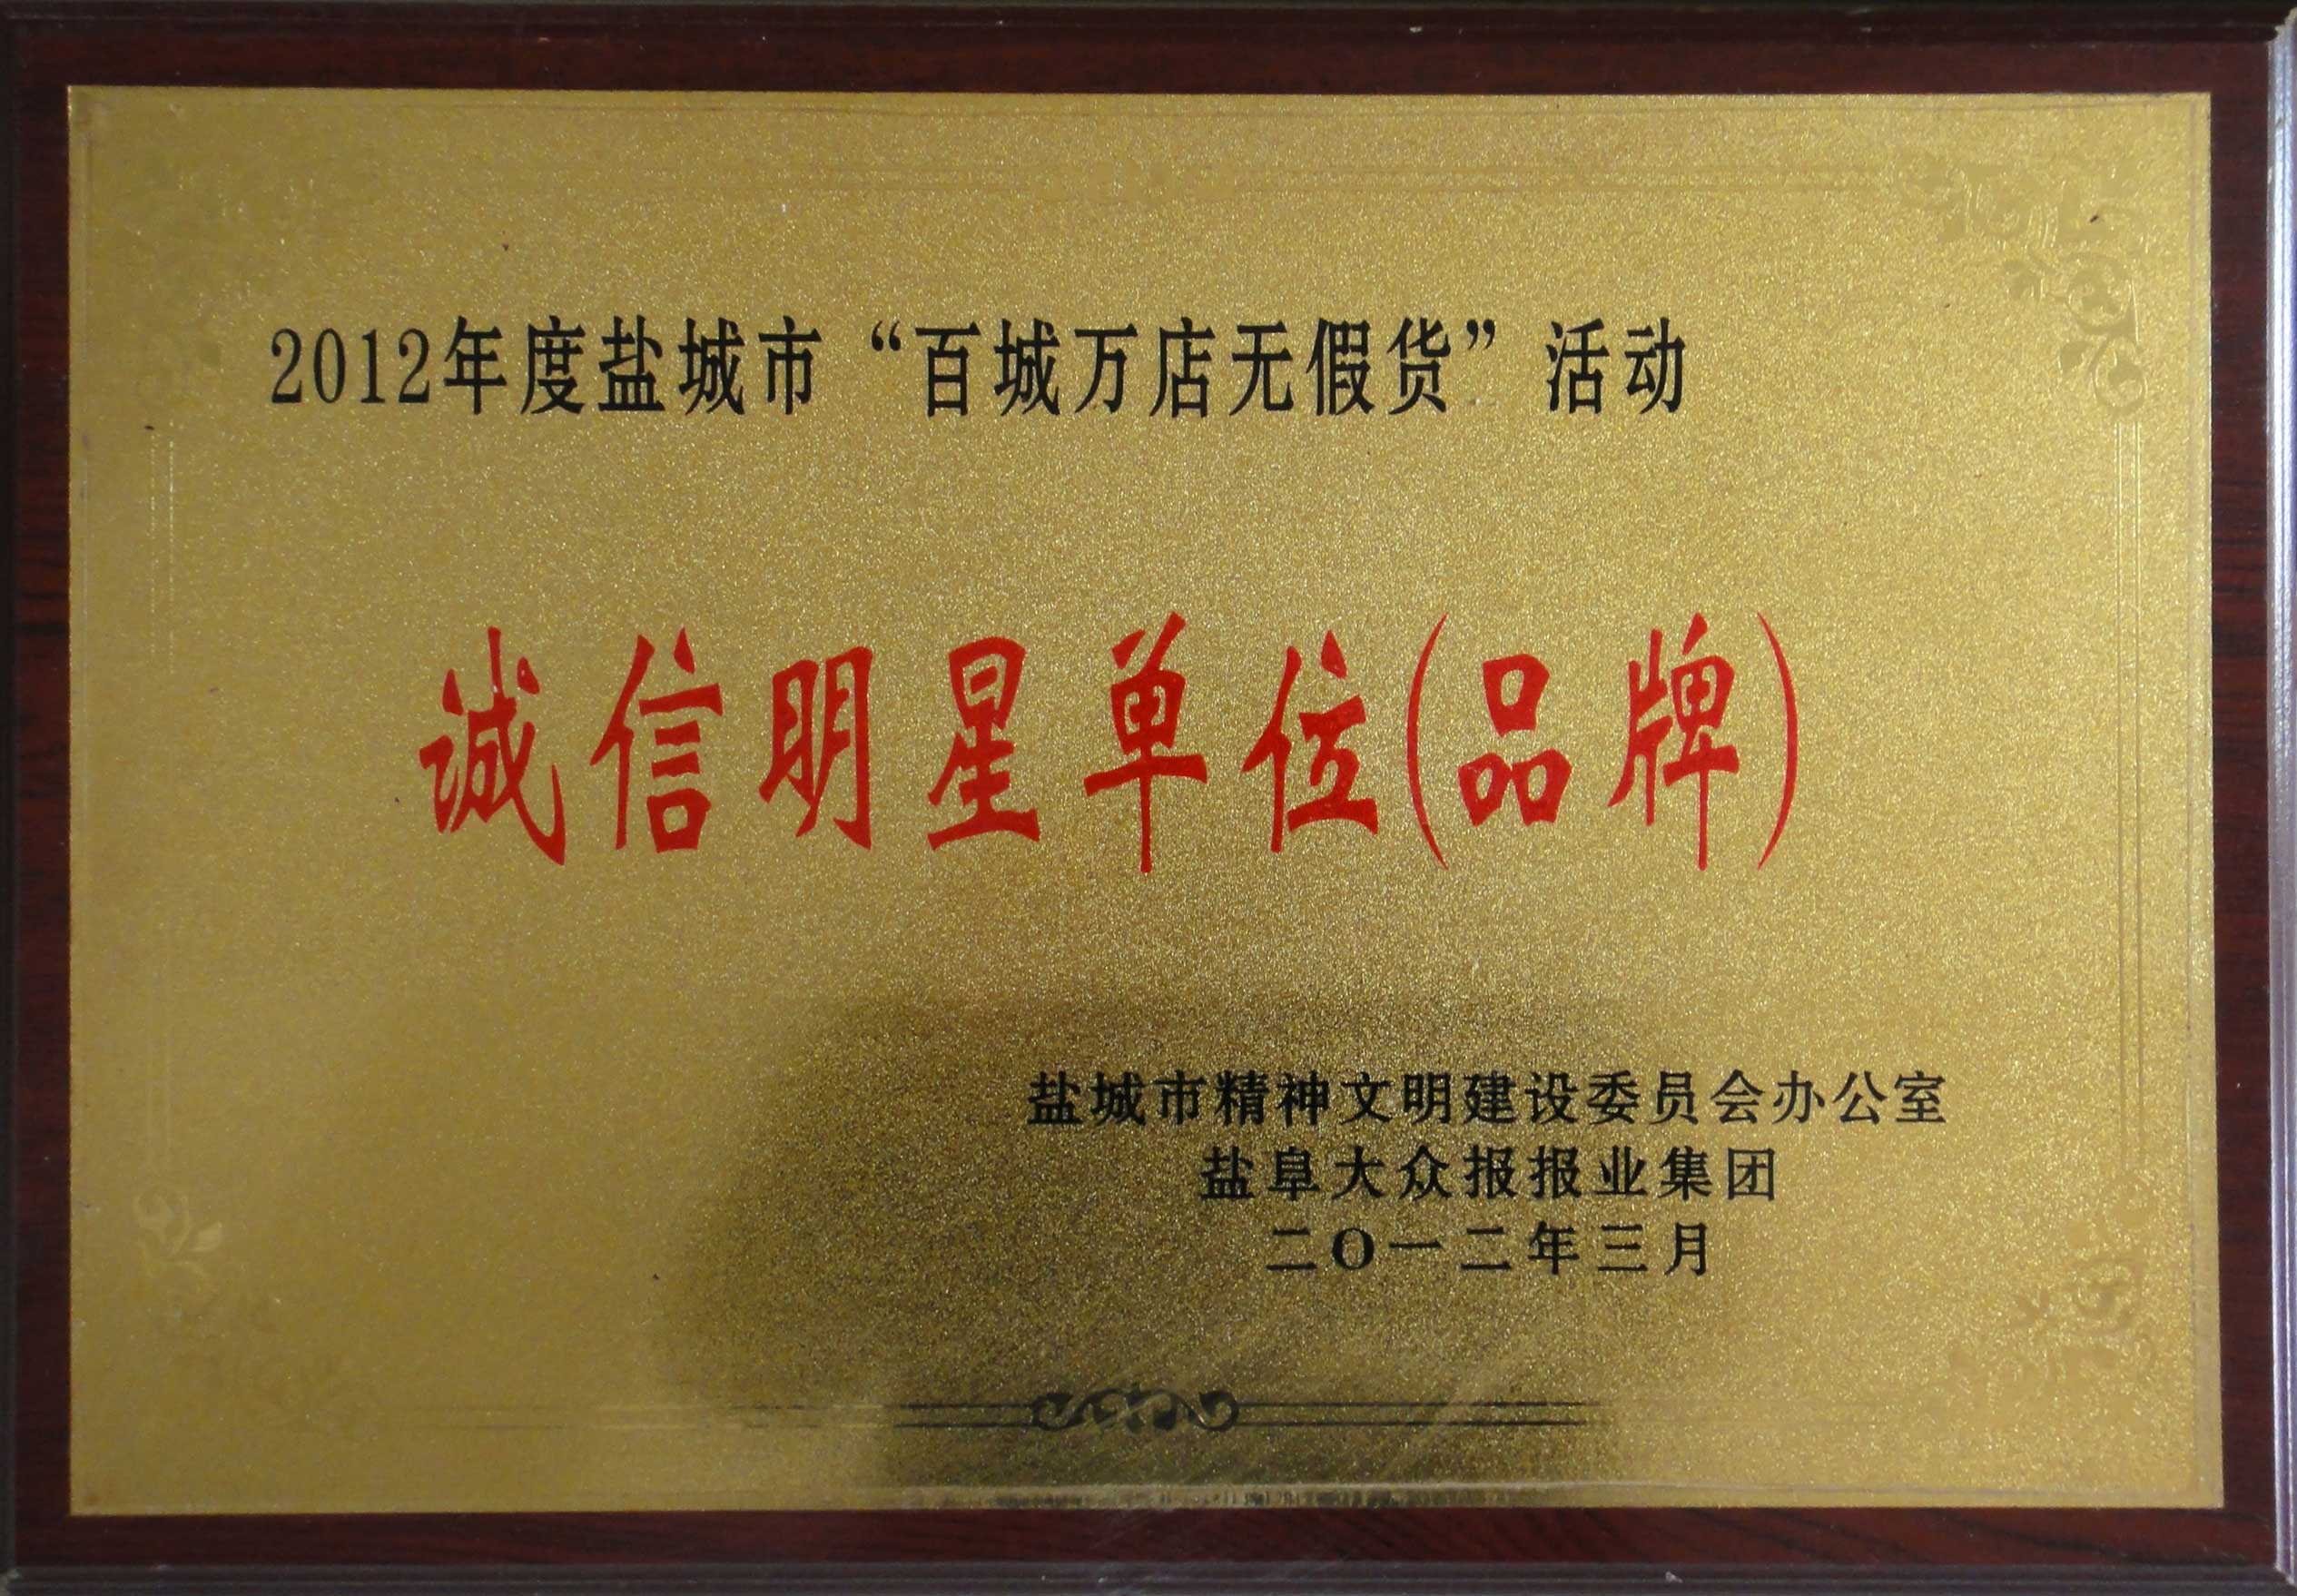 2012年度盐城市“百城万店无假货”活动
诚信明星单位(品牌)
盐城市精神文明建设委员会办公室
盐阜大众报报业集团
二O一二年三月